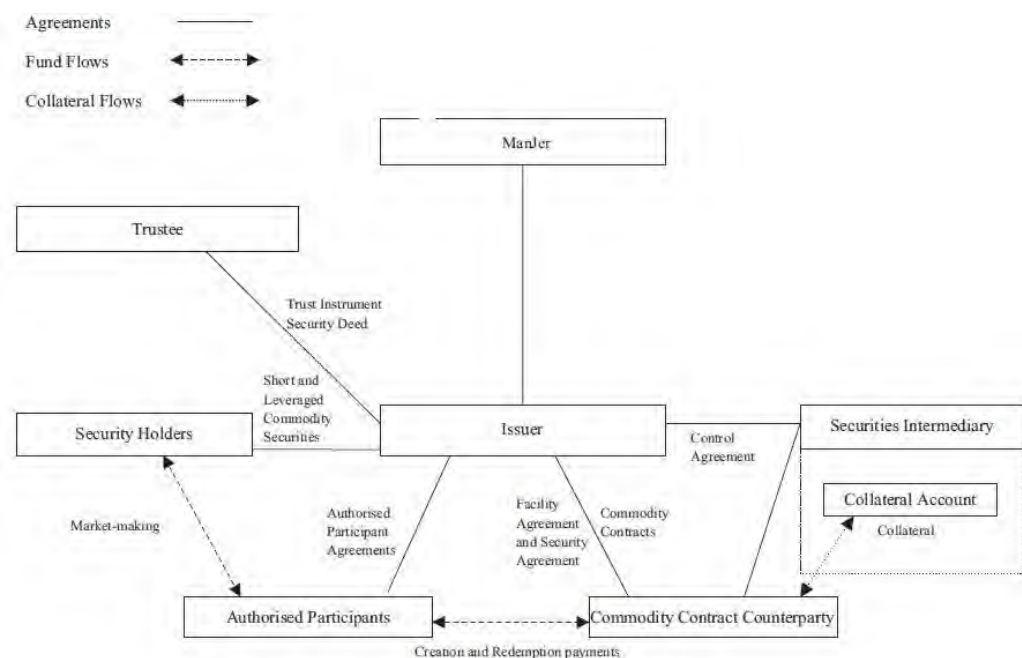 Agreements
Fund Flows
Collateral Flows
ManJer
Trustee
Trust Instrument
Security Deed
Short and
Leveraged
Commodity
Securities
Security Holders
Issuer
Control
Agreement
Securities Intermediary
Collateral Account
Collateral
Market-making
Authorised
Participant
Agreements
Facility
Agreement
and Security
Agreement
Commodity
Contracts
Authorised Participants
Commodity Contract Counterparty
Creation and Redemption payments